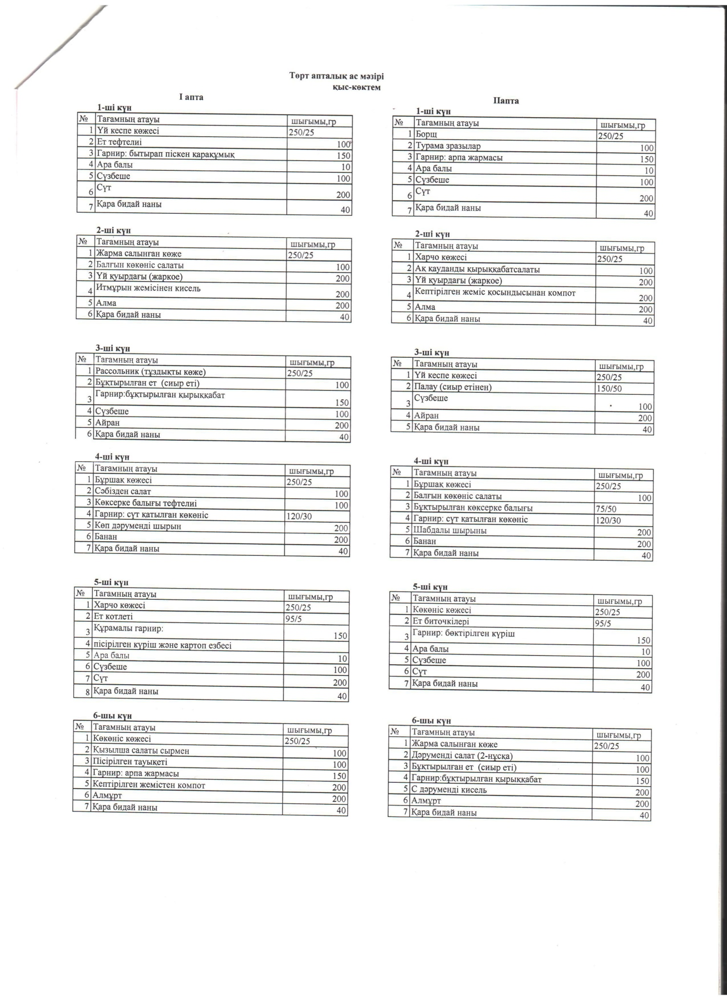 Төрт апталық ас мәзірі
қыс-көктем
I апта
1-ші күн
№ Тағамның атауы шығымы,гр
1 Үй кеспе көжесі 250/25
2 Ет тефтелиі 100
3 Гарнир: бытырап піскен қарақұмық 150
4 Ара балы 10
5 Сүзбеше 100
6 Сүт 200
7 Қара бидай наны 40
2-ші күн
№ Тағамның атауы шығымы,гр
1 Жарма салынған көже 250/25
2 Балғын көкөніс салаты 100
3 Үй қуырдағы (жаркое) 200
4 Итмұрын жемісінен кисель 200
5 Алма 200
6 Қара бидай наны 40
3-ші күн
№ Тағамның атауы шығымы,гр
1 Рассольник (тұздықты көже) 250/25
2 Бұқтырылған ет (сиыр еті) 100
3 Гарнир:бұқтырылған қырыққабат 150
4 Сүзбеше 100
5 Айран 200
6 Қара бидай наны 40
4-ші күн
№ Тағамның атауы шығымы,гр
1 Бұршақ көжесі 250/25
2 Сәбізден салат 100
3 Көксерке балығы тефтелиі 100
4 Гарнир: сүт қатылған көкөніс 120/30
5 Көп дәруменді шырын 200
6 Банан 200
7 Қара бидай наны 40
5-ші күн
№ Тағамның атауы шығымы,гр
1 Харчо көжесі 250/25
2 Ет котлеті 95/5
3 Құрамалы гарнир: 150
4 пісірілген күріш және картоп езбесі
5 Ара балы 10
6 Сүзбеше 100
7 Сүт 200
8 Қара бидай наны 40
6-шы күн
№ Тағамның атауы шығымы,гр
1 Көкөніс көжесі 250/25
2 Қызылша салаты сырмен 100
3 Пісірілген тауықеті 100
4 Гарнир: арпа жармасы 150
5 Кептірілген жемістен компот 200
6 Алмұрт 200
7 Қара бидай наны 40
IIапта
1-ші күн
№ Тағамның атауы шығымы,гр
1 Борщ 250/25
2 Турама зразылар 100
3 Гарнир: арпа жармасы 150
4 Ара балы 10
5 Сүзбеше 100
6 Сүт 200
7 Қара бидай наны 40
2-ші күн
№ Тағамның атауы шығымы,гр
1 Харчо көжесі 250/25
2 Ақ қауданды қырыққабатсалаты 100
3 Үй қуырдағы (жаркое) 200
4 Кептірілген жеміс қосындысынан компот 200
5 Алма 200
6 Қара бидай наны 40
3-ші күн
№ Тағамның атауы шығымы,гр
1 Үй кеспе көжесі 250/25
2 Палау (сиыр етінен) 150/50
3 Сүзбеше 100
4 Айран 200
5 Қара бидай наны 40
4-ші күн
№ Тағамның атауы шығымы,гр
1 Бұршақ көжесі 250/25
2 Балғын көкөніс салаты 100
3 Бұқтырылған көксерке балығы 75/50
4 Гарнир: сүт қатылған көкөніс 120/30
5 Шабдалы шырыны 200
6 Банан 200
7 Қара бидай наны 40
5-ші күн
№ Тағамның атауы шығымы,гр
1 Көкөніс көжесі 250/25
2 Ет биточкілері 95/5
3 Гарнир: бөктірілген күріш 150
4 Ара балы 10
5 Сүзбеше 100
6 Сүт 200
7 Қара бидай наны 40
6-шы күн
№ Тағамның атауы шығымы,гр
1 Жарма салынған көже 250/25
2 Дәруменді салат (2-нұсқа) 100
3 Бұқтырылған ет (сиыр еті) 100
4 Гарнир:бұқтырылған қырыққабат 150
5 С дәруменді кисель 200
6 Алмұрт 200
7 Қара бидай наны 40